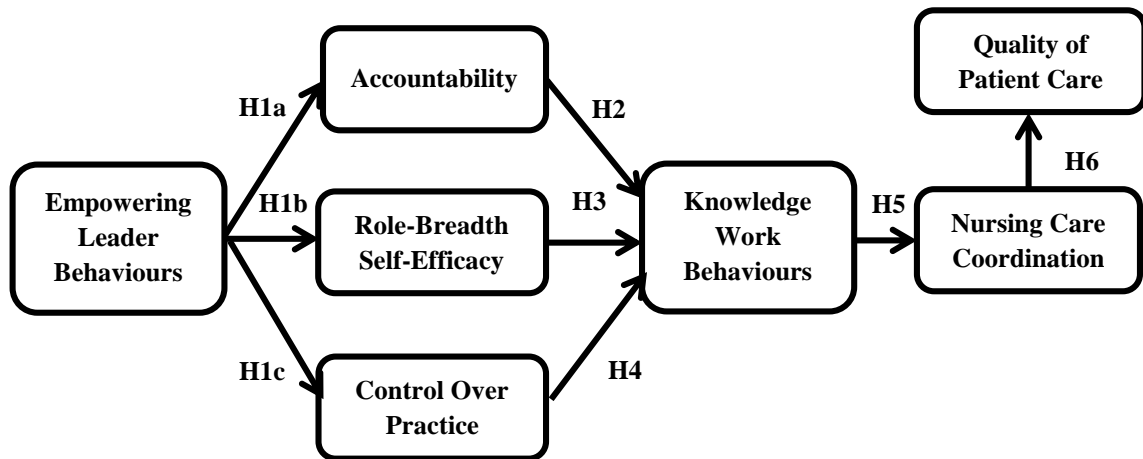 Empowering
Leader
Behaviours
H1a
H1b
H1c
Accountability
Role-Breadth
Self-Efficacy
Control Over
Practice
H2
H3
H4
Knowledge
Work
Behaviours
H5
Nursing Care
Coordination
H6
Quality of
Patient Care